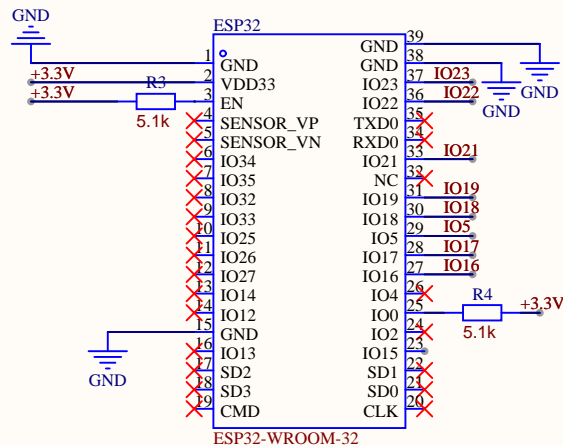 GND
ESP32
+3.3V
+3.3V
R3
5.1k
1 GND
2 VDD33
3 EN
4 SENSOR_VP
5 SENSOR_VN
6 IO34
7 IO35
8 IO32
9 IO33
10 IO25
11 IO26
12 IO27
13 IO14
14 IO12
15 GND
16 IO13
17 SD2
18 SD3
19 CMD
GND
GND 39
GND 38
IO23 37 IO23
IO22 36 IO22
TXD0 35
RXD0 34
IO21 33 IO21
NC 32
IO19 31 IO19
IO18 30 IO18
IO5 29 IO5
IO17 28 IO17
IO16 27 IO16
IO4 26
IO0 25
IO2 24
IO15 23
SD1 22
SD0 21
CLK 20
GND
GND
R4
5.1k
+3.3V
ESP32-WROOM-32